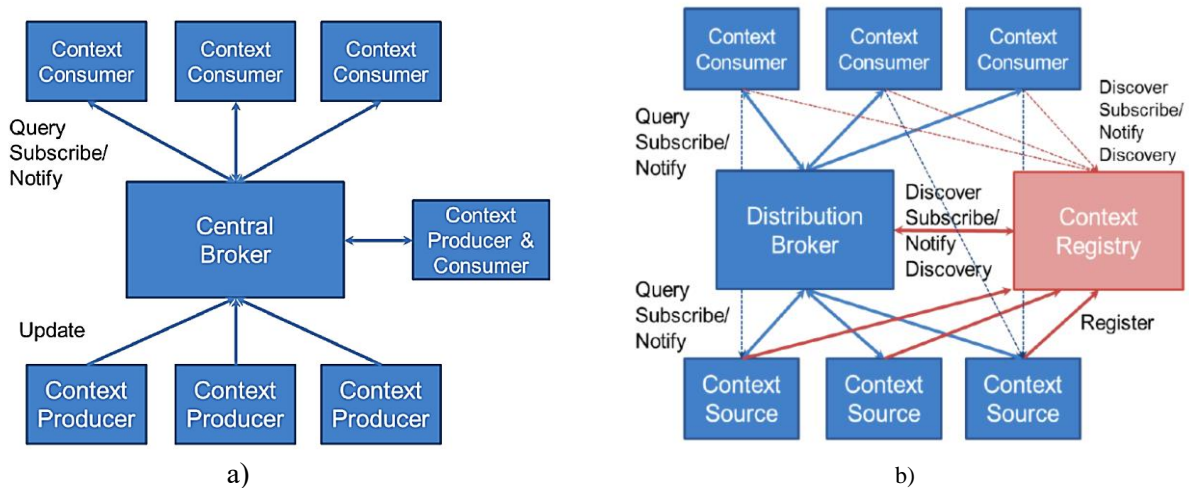 Context
Consumer
Context
Consumer
Context
Consumer
Query
Subscribe/
Notify
Central
Broker
Context
Producer &
Consumer
Update
Context
Producer
Context
Producer
Context
Producer
a)
Context
Consumer
Context
Consumer
Context
Consumer
Query
Subscribe/
Notify
Discover
Subscribe/
Notify
Discovery
Distribution
Broker
Discover
Subscribe/
Notify
Discovery
Context
Registry
Query
Subscribe/
Notify
Register
Context
Source
Context
Source
Context
Source
b)